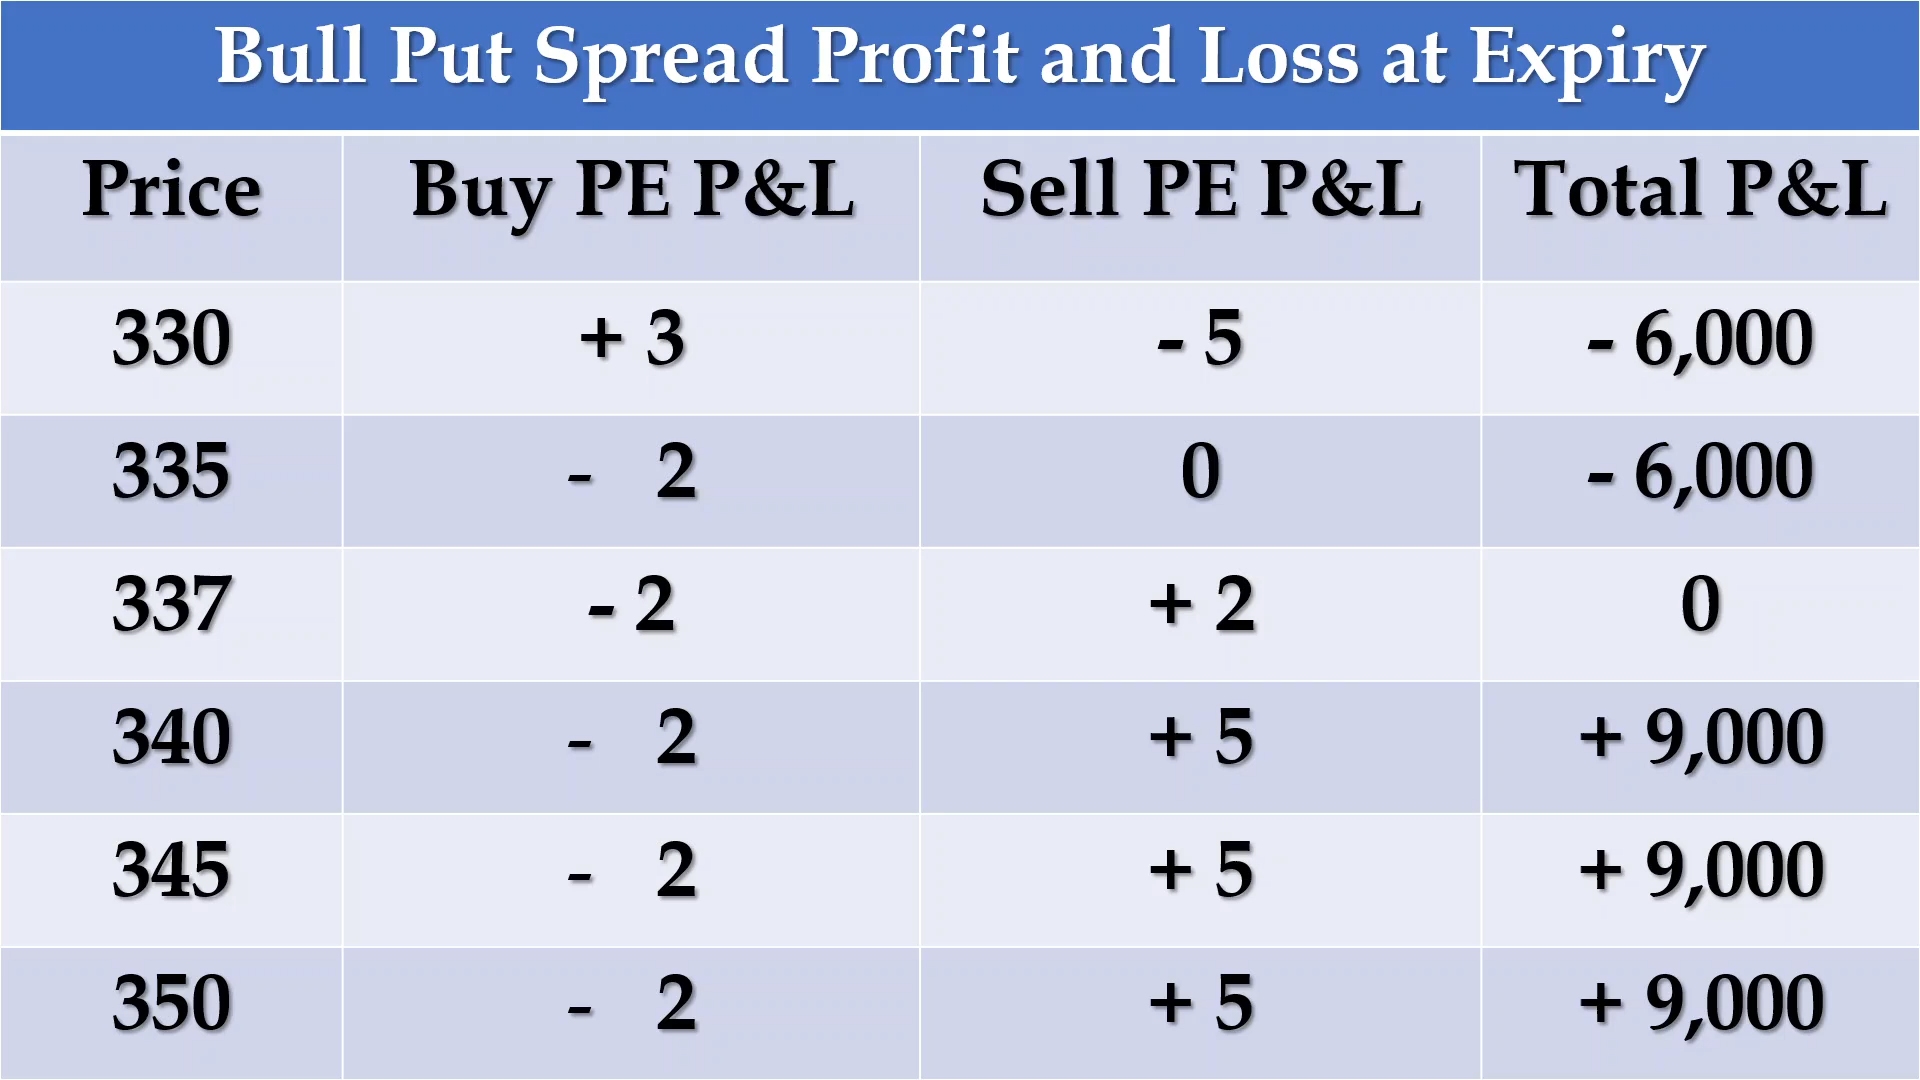 Bull Put Spread Profit and Loss at Expiry
Price Buy PE P&L Sell PE P&L Total P&L
330 + 3 - 5 - 6,000
335 - 2 0 - 6,000
337 - 2 + 2 0
340 - 2 + 5 + 9,000
345 - 2 + 5 + 9,000
350 - 2 + 5 + 9,000